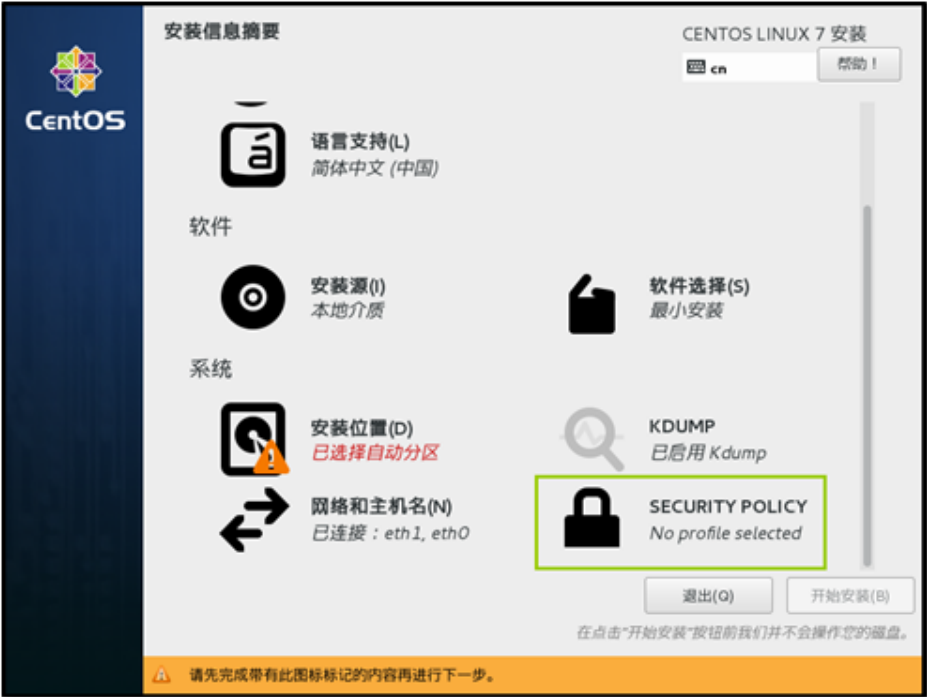 安装信息摘要
CENTOS LINUX 7 安装
cn
帮助！
CentOS
语言支持(L)
简体中文 (中国)
软件
安装源(I)
本地介质
软件选择(S)
最小安装
系统
安装位置(D)
已选择自动分区
KDUMP
已启用 Kdump
网络和主机名(N)
已连接：eth1, eth0
SECURITY POLICY
No profile selected
退出(Q)
开始安装(B)
在点击"开始安装"按钮前我们并不会操作您的磁盘。
请先完成带有此图标标记的内容再进行下一步。